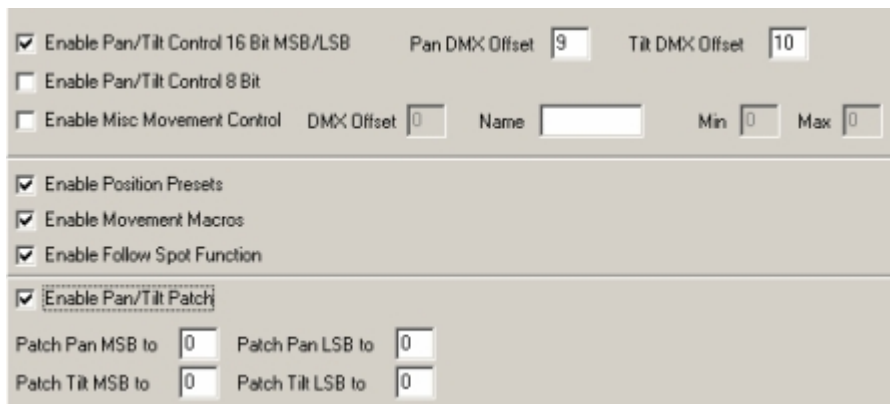 Enable Pan/Tilt Control 16 Bit MSB/LSB Pan DMX Offset 9 Tilt DMX Offset 10
Enable Pan/Tilt Control 8 Bit
Enable Misc Movement Control DMX Offset 0 Name Min 0 Max 0
Enable Position Presets
Enable Movement Macros
Enable Follow Spot Function
Enable Pan/Tilt Patch
Patch Pan MSB to 0 Patch Pan LSB to 0
Patch Tilt MSB to 0 Patch Tilt LSB to 0